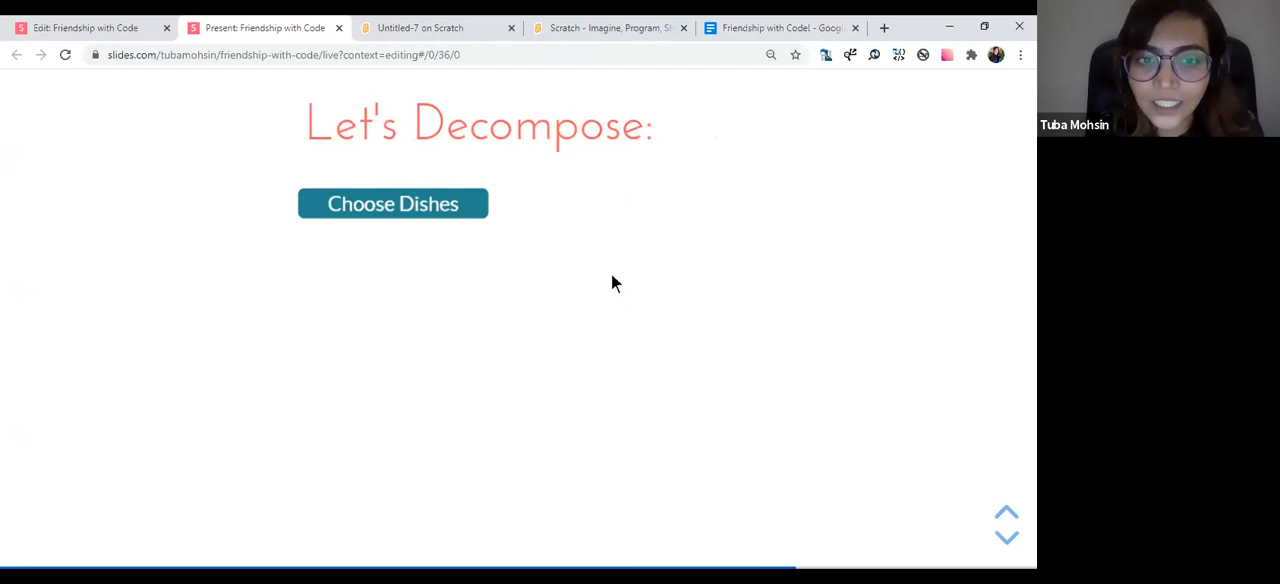 Edit: Friendship with Code
Present: Friendship with Code
Untitled-7 on Scratch
Scratch - Imagine, Program, Sh
Friendship with Code! - Googl
slides.com/tubamohsin/friendship-with-code/live?context=editing#/0/36/0
Let's Decompose:
Choose Dishes
Tuba Mohsin